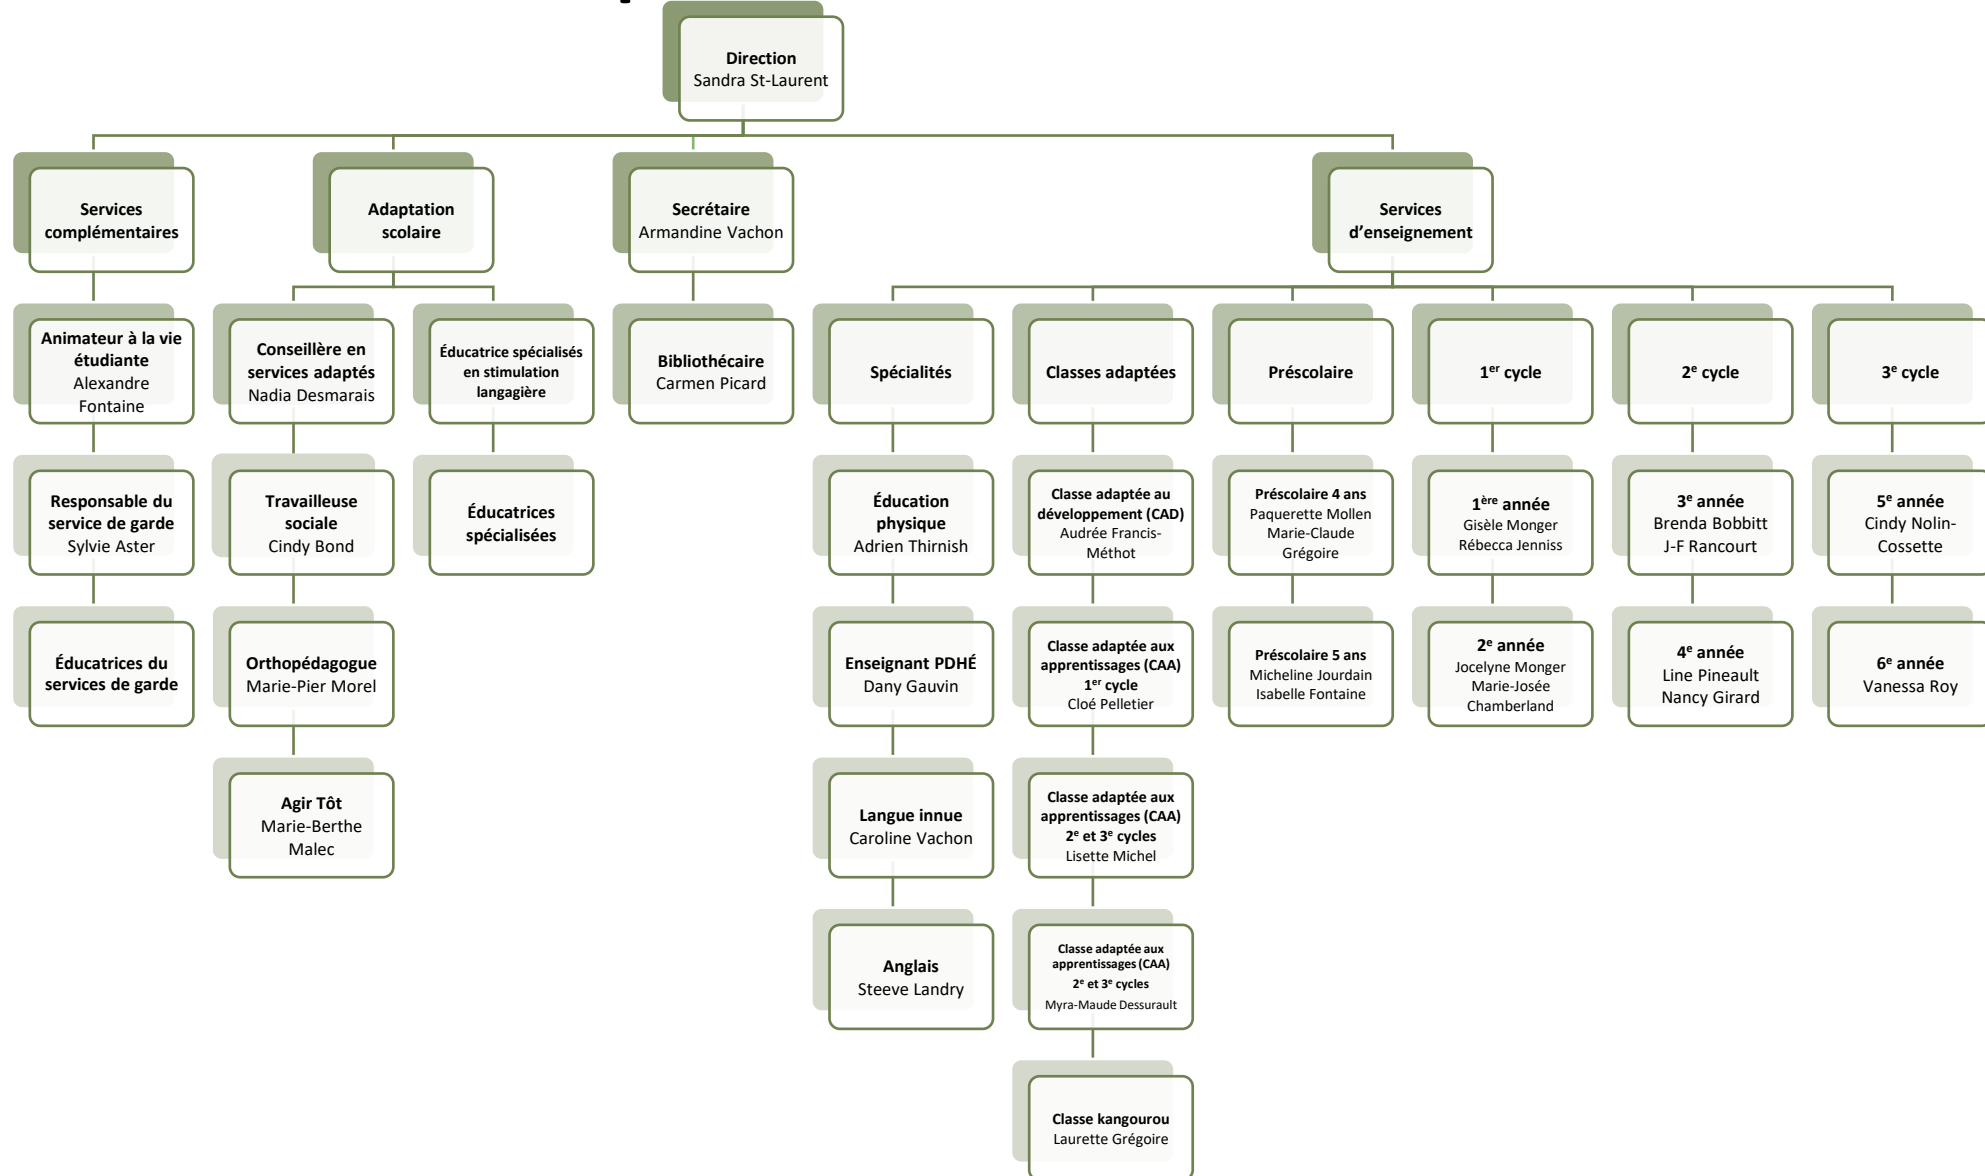 Direction
Sandra St-Laurent
Services
complémentaires
Adaptation
scolaire
Secrétaire
Armandine Vachon
Services
d'enseignement
Animateur à la vie
étudiante
Alexandre
Fontaine
Conseillère en
services adaptés
Nadia Desmarais
Éducatrice spécialisés
en stimulation
langagière
Bibliothécaire
Carmen Picard
Spécialités
Classes adaptées
Préscolaire
1er cycle
2e cycle
3e cycle
Responsable du
service de garde
Sylvie Aster
Travailleuse
sociale
Cindy Bond
Éducatrices
spécialisées
Éducation
physique
Adrien Thirnish
Classe adaptée au
développement (CAD)
Audrée Francis-
Méthot
Préscolaire 4 ans
Paquerette Mollen
Marie-Claude
Grégoire
1ère année
Gisèle Monger
Rébecca Jenniss
3e année
Brenda Bobbitt
J-F Rancourt
5e année
Cindy Nolin-
Cossette
Éducatrices du
services de garde
Orthopédagogue
Marie-Pier Morel
Enseignant PDHÉ
Dany Gauvin
Classe adaptée aux
apprentissages (CAA)
1er cycle
Cloé Pelletier
Préscolaire 5 ans
Micheline Jourdain
Isabelle Fontaine
2e année
Jocelyne Monger
Marie-Josée
Chamberland
4e année
Line Pineault
Nancy Girard
6e année
Vanessa Roy
Agir Tôt
Marie-Berthe
Malec
Langue innue
Caroline Vachon
Classe adaptée aux
apprentissages (CAA)
2e et 3e cycles
Lisette Michel
Anglais
Steeve Landry
Classe adaptée aux
apprentissages (CAA)
2e et 3e cycles
Myra-Maude Dessurault
Classe kangourou
Laurette Grégoire